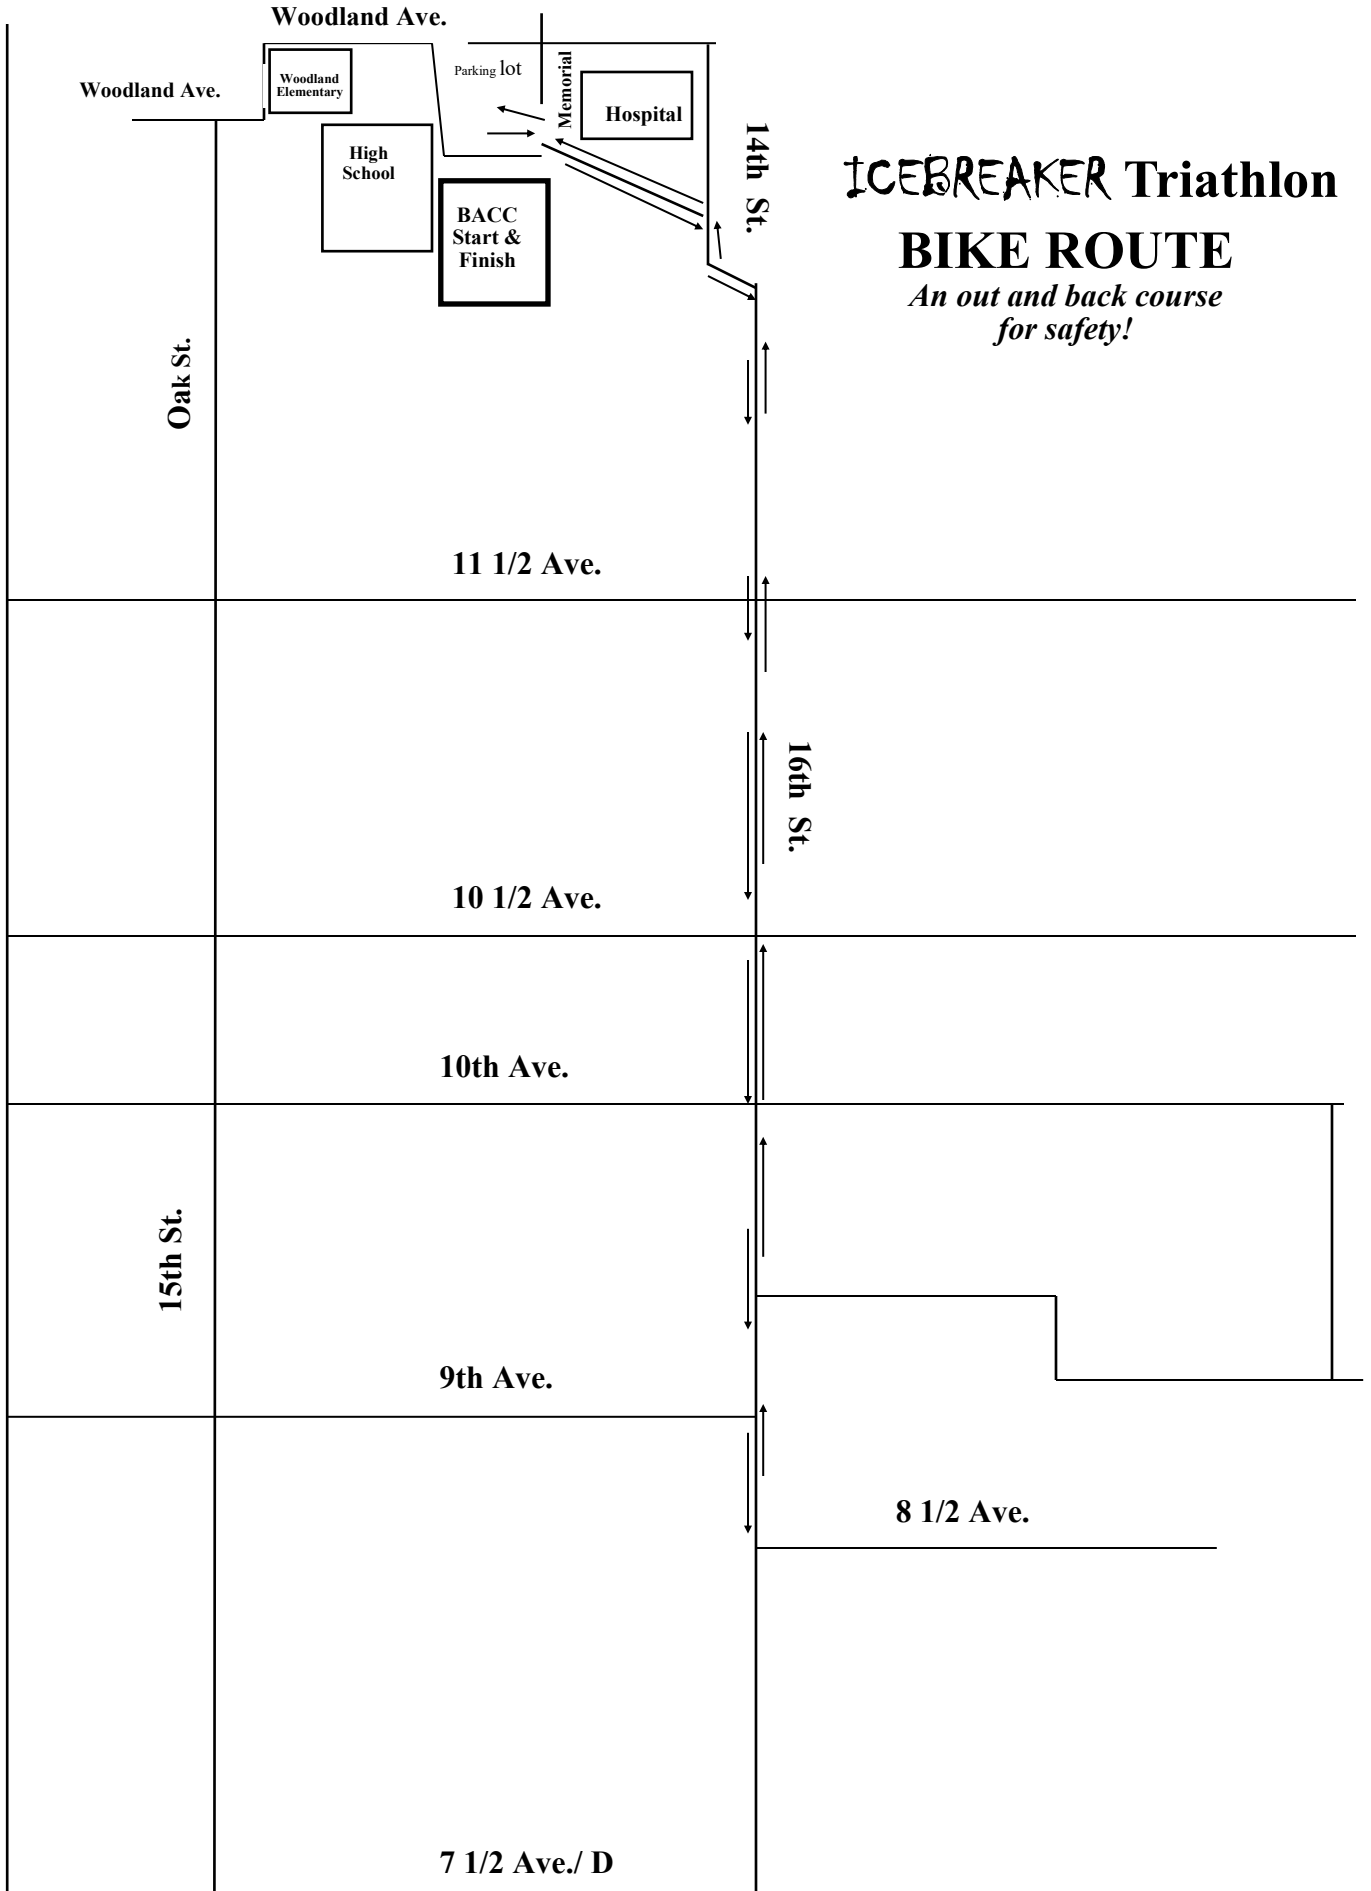 Woodland Ave.
Woodland Ave.
Woodland
Elementary
Parking lot
Memorial
Hospital
High
School
BACC
Start &
Finish
14th St.
ICEBREAKER Triathlon
BIKE ROUTE
An out and back course
for safety!
Oak St.
11 1/2 Ave.
16th St.
10 1/2 Ave.
10th Ave.
15th St.
9th Ave.
8 1/2 Ave.
7 1/2 Ave./ D